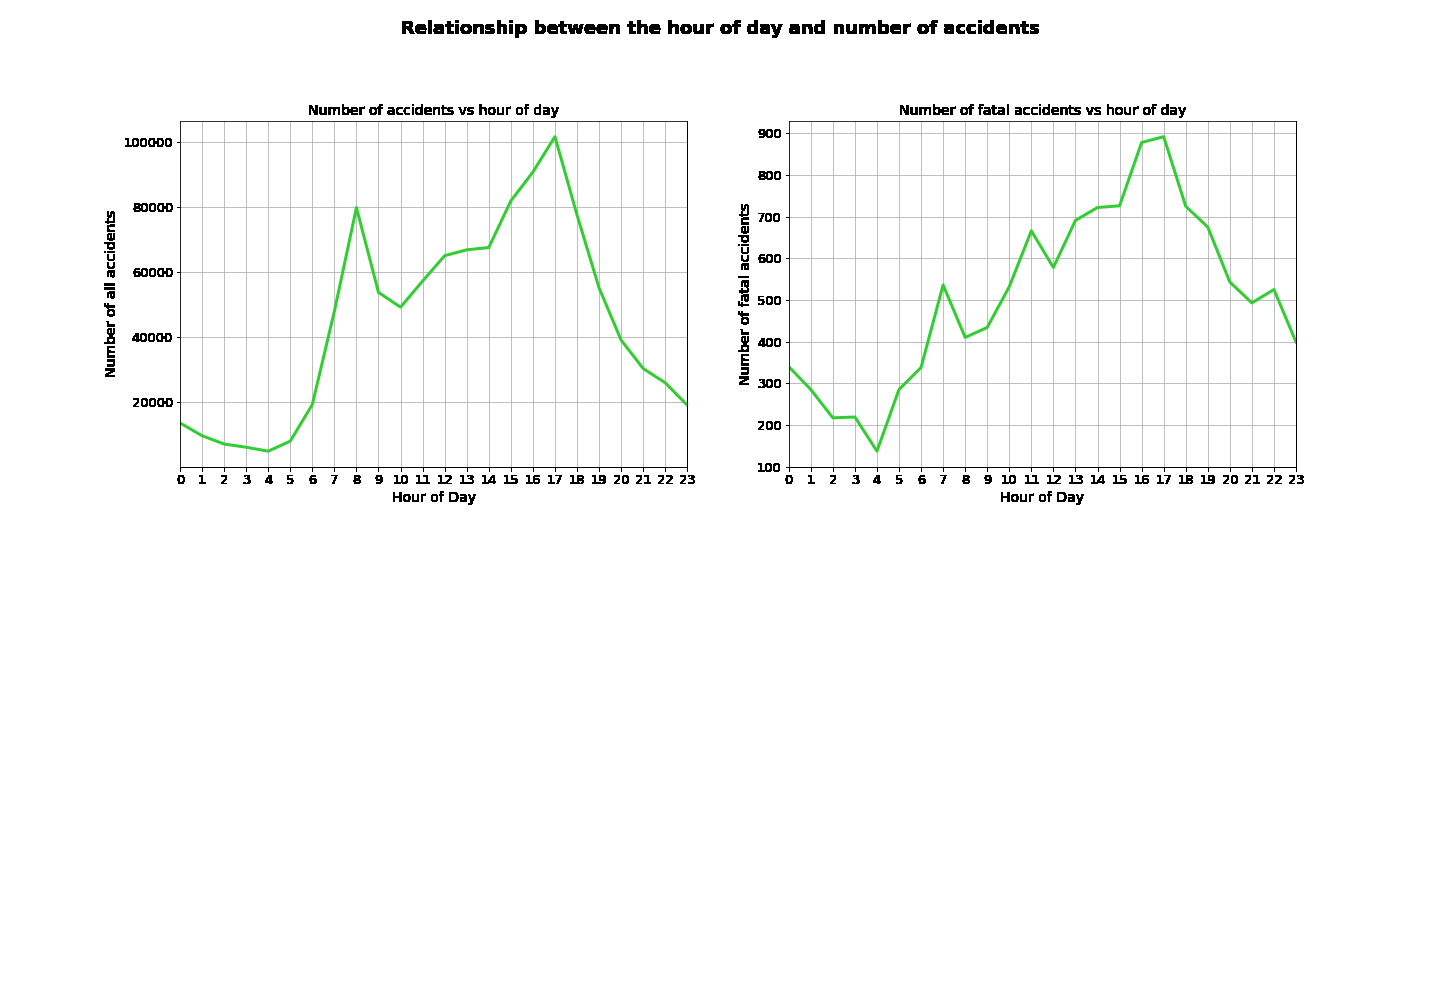 Relationship between the hour of day and number of accidents
Number of accidents vs hour of day
100000
80000
60000
40000
20000
Number of all accidents
0 1 2 3 4 5 6 7 8 9 10 11 12 13 14 15 16 17 18 19 20 21 22 23
Hour of Day
Number of fatal accidents vs hour of day
900
800
700
600
500
400
300
200
100
Number of fatal accidents
0 1 2 3 4 5 6 7 8 9 10 11 12 13 14 15 16 17 18 19 20 21 22 23
Hour of Day